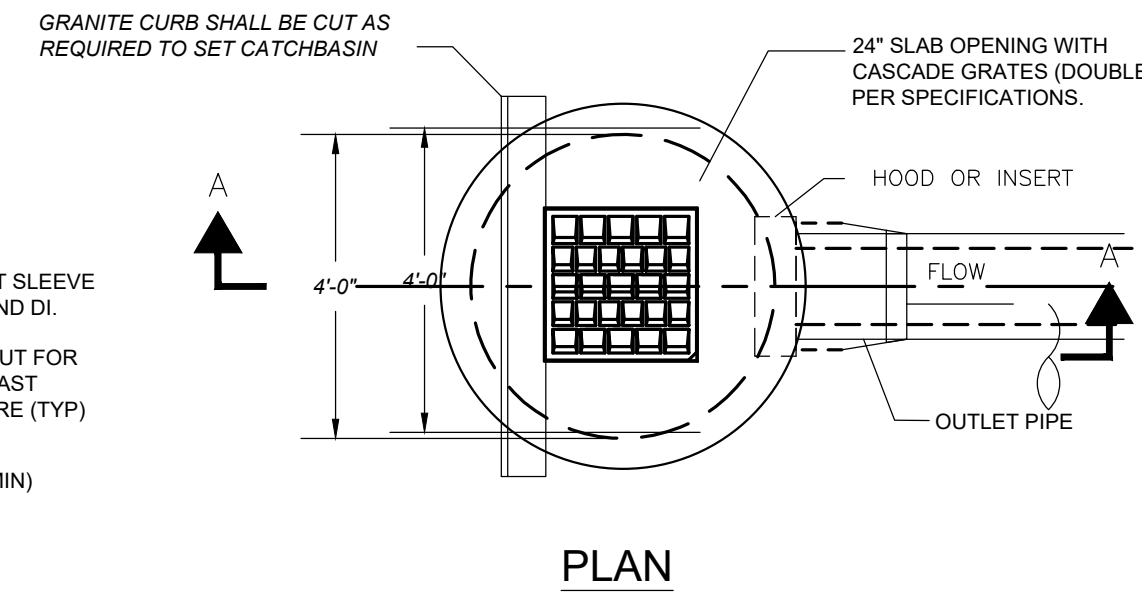 GRANITE CURB SHALL BE CUT AS
REQUIRED TO SET CATCHBASIN
24" SLAB OPENING WITH
CASCADE GRATES (DOUBLE
PER SPECIFICATIONS.
HOOD OR INSERT
A
T SLEEVE
ND DI.
UT FOR
AST
RE (TYP)
MIN)
4'-0"
4'-0"
FLOW
A
OUTLET PIPE
PLAN